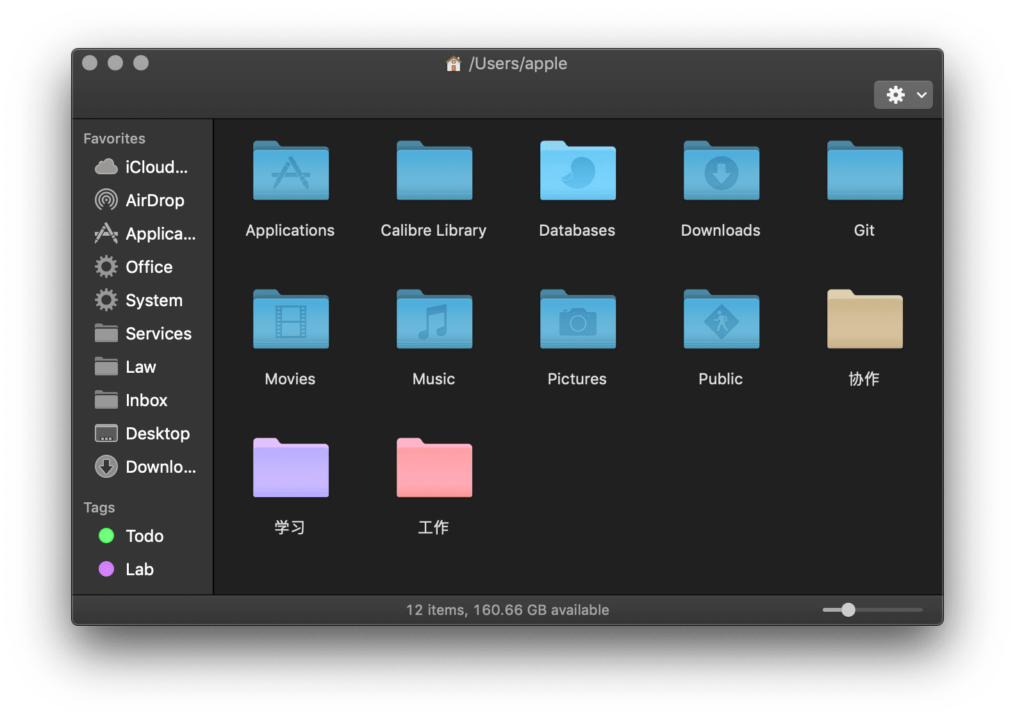 /Users/apple
Favorites
iCloud...
AirDrop
Applica...
Office
System
Services
Law
Inbox
Desktop
Downlo...
Tags
Todo
Lab
Applications
Calibre Library
Databases
Downloads
Git
Movies
Music
Pictures
Public
协作
学习
工作
12 items, 160.66 GB available